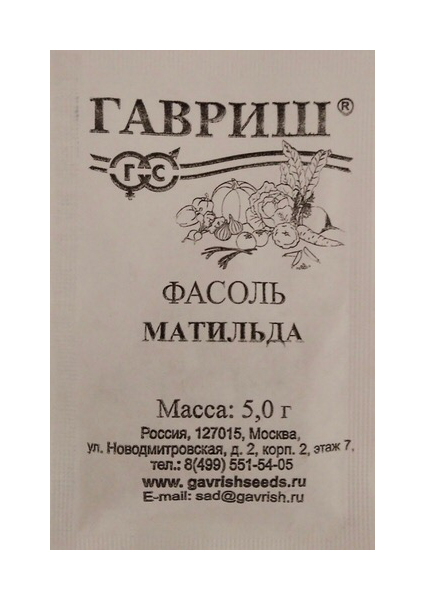 ГАВРИШ®
ГС
ФАСОЛЬ
МАТИЛЬДА
Масса: 5,0 г
Россия, 127015, Москва,
ул. Новодмитровская, д. 2, корп. 2, этаж 7,
тел.: 8(499) 551-54-05
www. gavrishseeds.ru
E-mail: sad@gavrish.ru